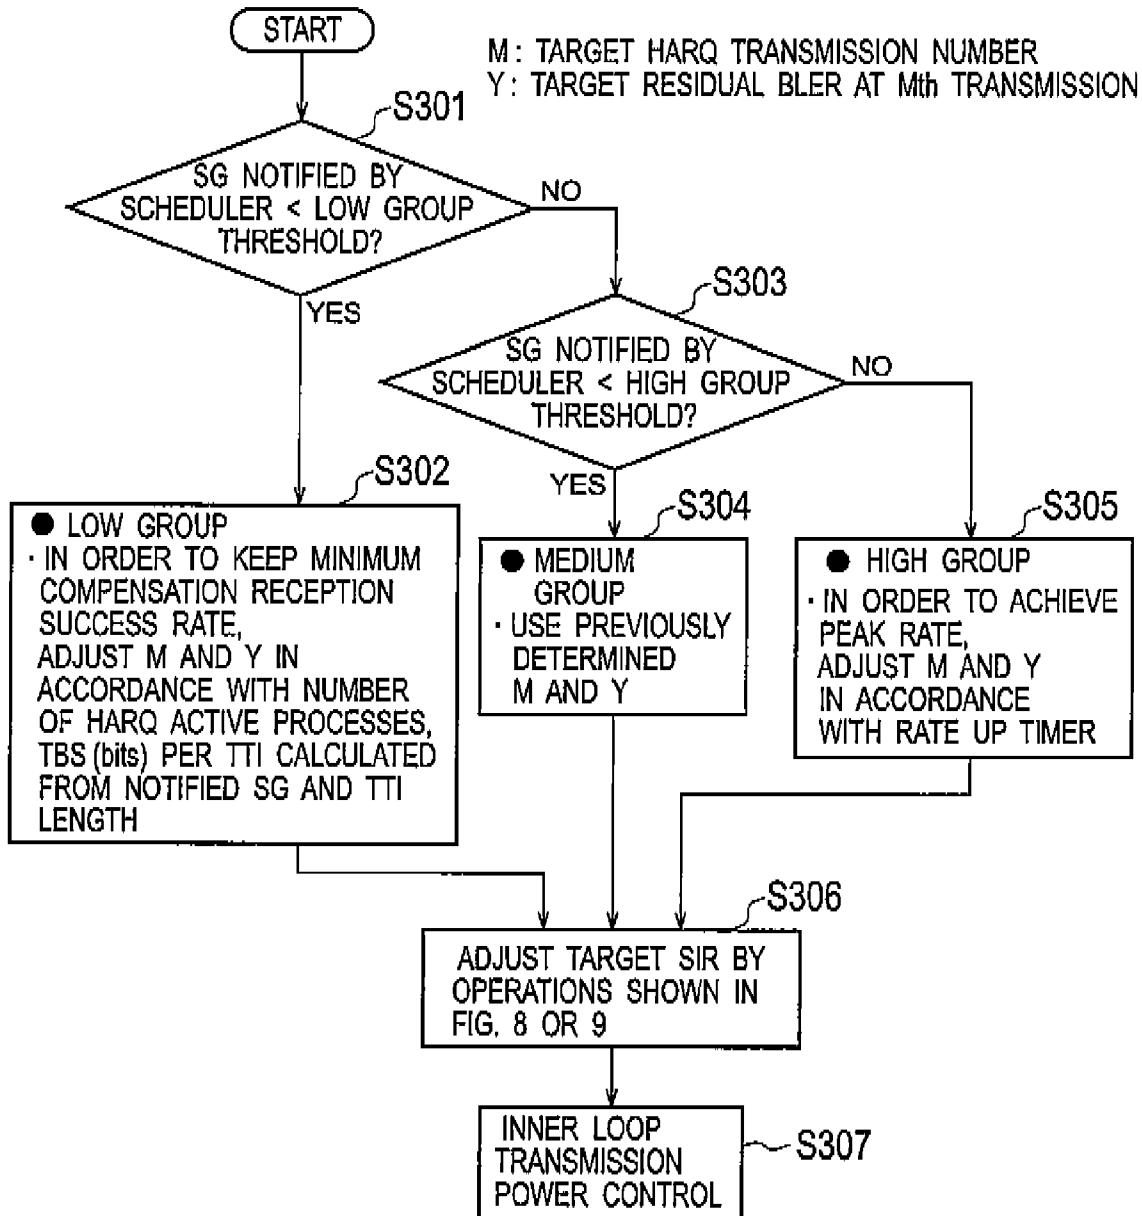 START
M: TARGET HARQ TRANSMISSION NUMBER
Y: TARGET RESIDUAL BLER AT Mth TRANSMISSION
S301
SG NOTIFIED BY
SCHEDULER < LOW GROUP
THRESHOLD?
NO
YES
S303
SG NOTIFIED BY
SCHEDULER < HIGH GROUP
THRESHOLD?
NO
YES
S302
● LOW GROUP
· IN ORDER TO KEEP MINIMUM
COMPENSATION RECEPTION
SUCCESS RATE,
ADJUST M AND Y IN
ACCORDANCE WITH NUMBER
OF HARQ ACTIVE PROCESSES,
TBS (bits) PER TTI CALCULATED
FROM NOTIFIED SG AND TTI
LENGTH
S304
● MEDIUM
GROUP
· USE PREVIOUSLY
DETERMINED
M AND Y
S305
● HIGH GROUP
· IN ORDER TO ACHIEVE
PEAK RATE,
ADJUST M AND Y
IN ACCORDANCE
WITH RATE UP TIMER
S306
ADJUST TARGET SIR BY
OPERATIONS SHOWN IN
FIG. 8 OR 9
S307
INNER LOOP
TRANSMISSION
POWER CONTROL